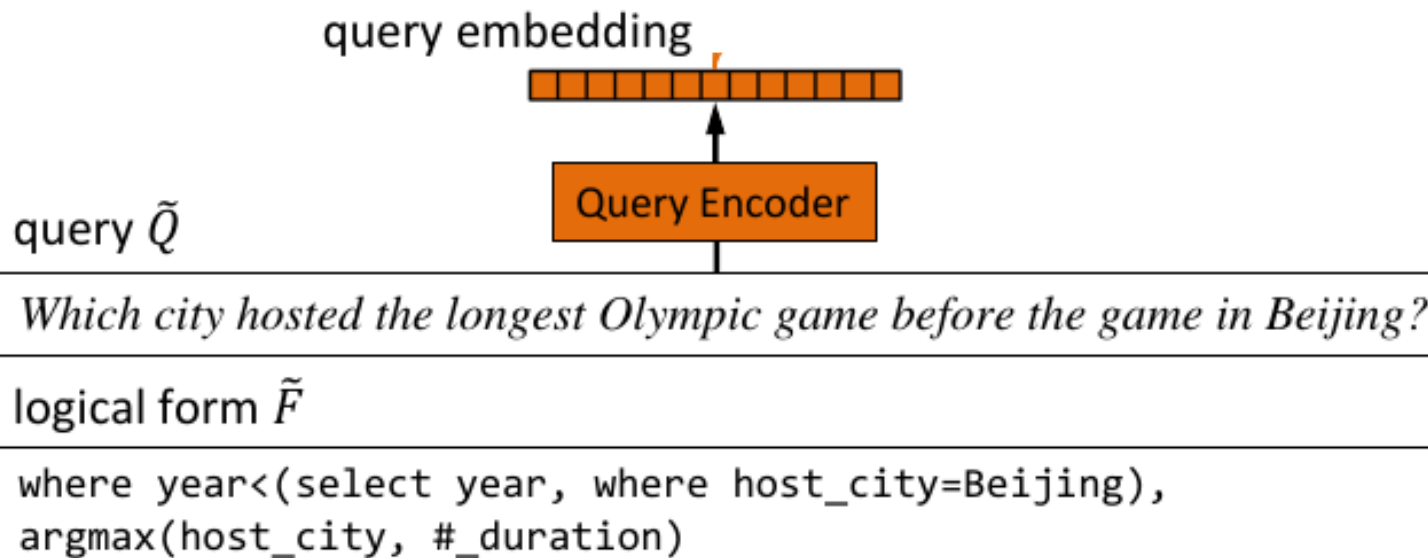 query embedding
Query Encoder
query Q̃
Which city hosted the longest Olympic game before the game in Beijing?
logical form F̃
where year<(select year, where host_city=Beijing),
argmax(host_city, #_duration)